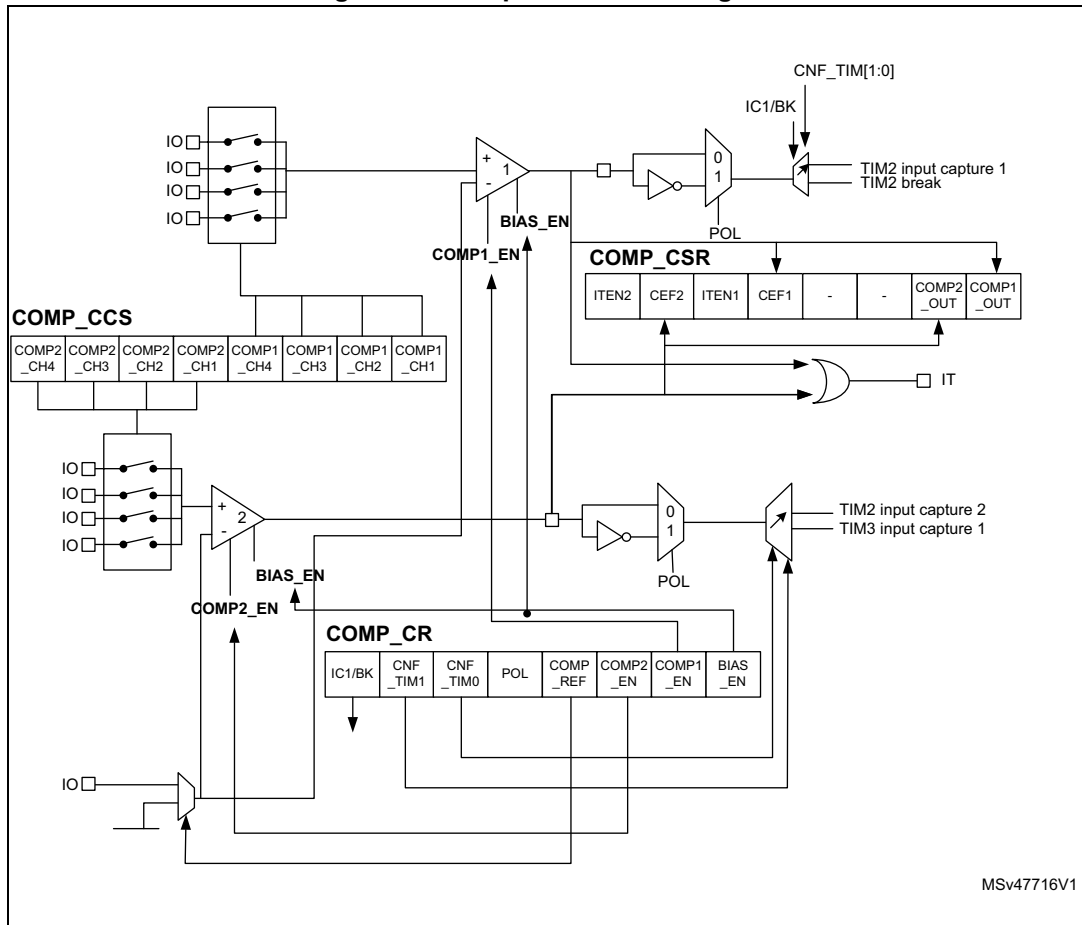 CNF_TIM[1:0]
IC1/BK
IO
IO
IO
IO
+
-
1
0
1
TIM2 input capture 1
TIM2 break
BIAS_EN
POL
COMP1_EN
COMP_CSR
ITEN2
CEF2
ITEN1
CEF1
-
-
COMP2
_OUT
COMP1
_OUT
COMP_CCS
COMP2
_CH4
COMP2
_CH3
COMP2
_CH2
COMP2
_CH1
COMP1
_CH4
COMP1
_CH3
COMP1
_CH2
COMP1
_CH1
IT
IO
IO
IO
IO
+
-
2
0
1
TIM2 input capture 2
TIM3 input capture 1
POL
BIAS_EN
COMP2_EN
COMP_CR
IC1/BK
CNF
_TIM1
CNF
_TIM0
POL
COMP
_REF
COMP2
_EN
COMP1
_EN
BIAS
_EN
IO
MSv47716V1